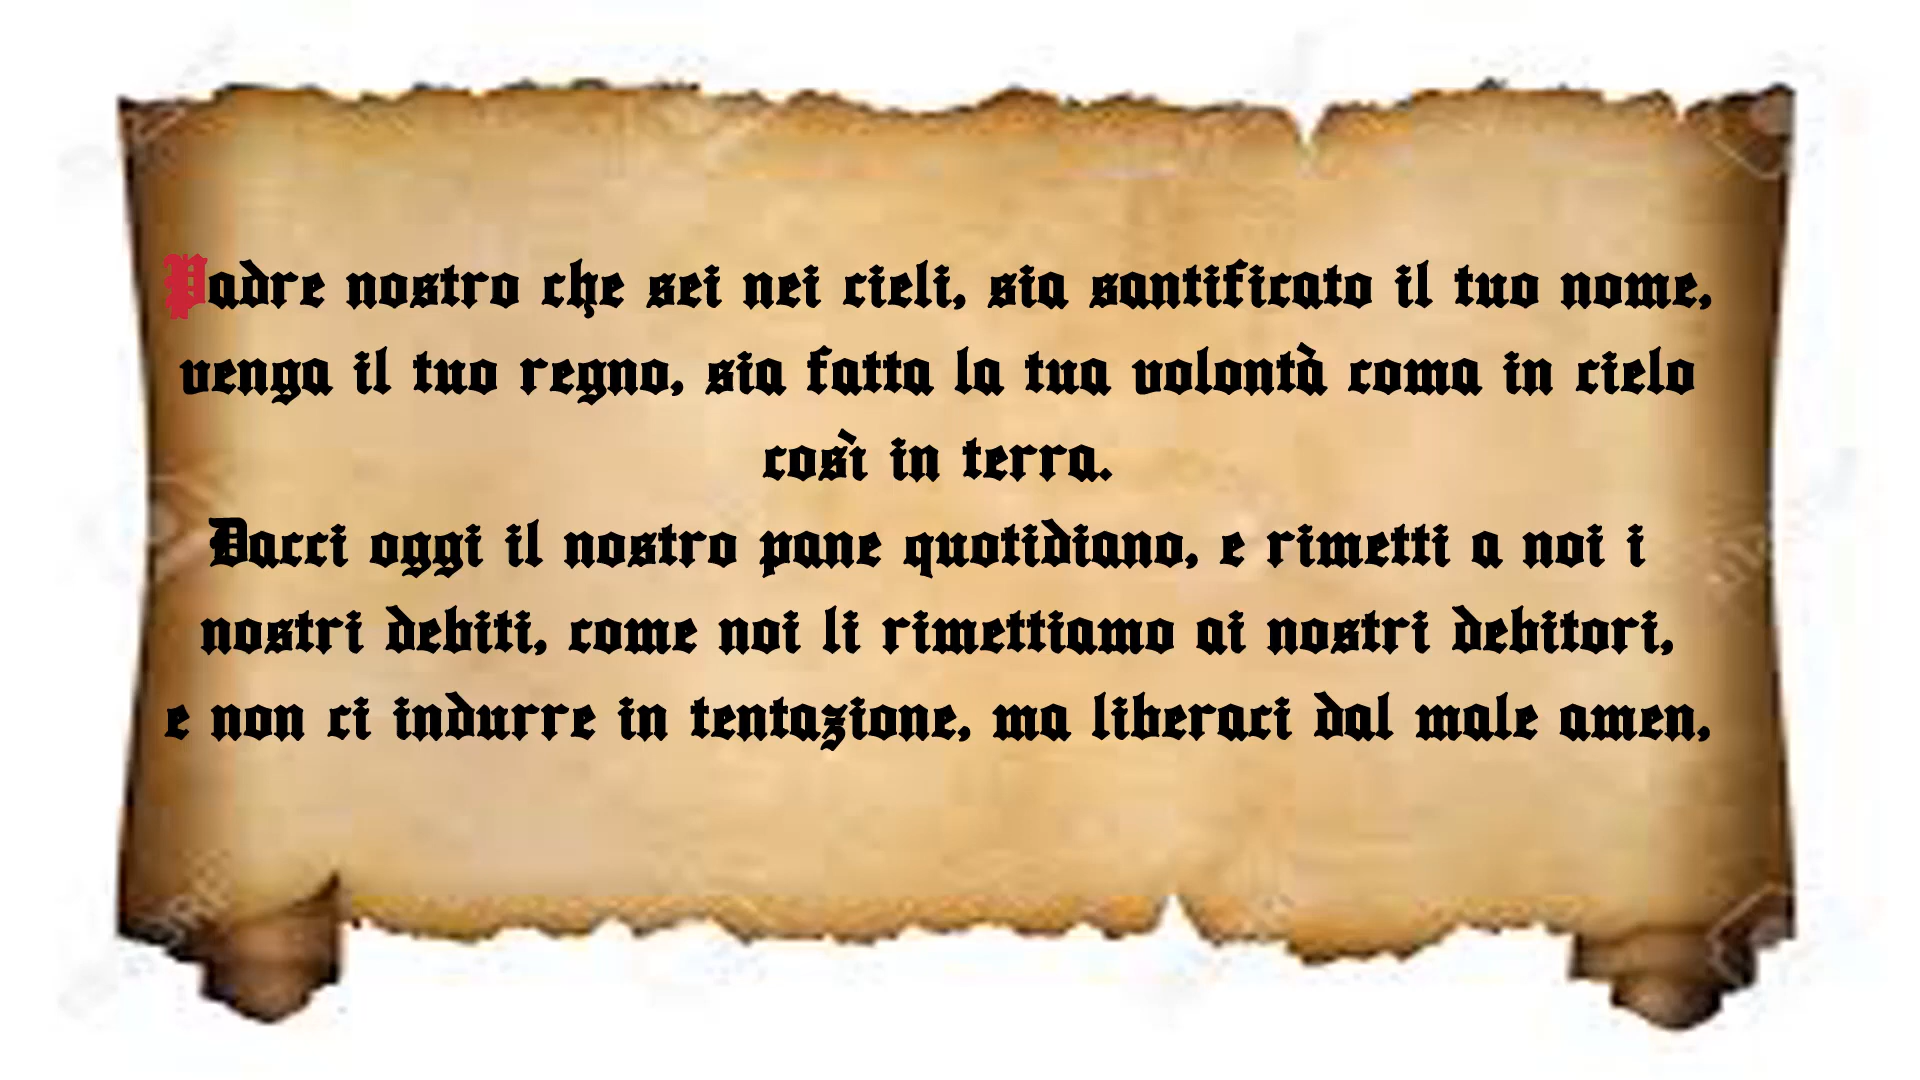 Padre nostro che sei nei cieli, sia santificato il tuo nome,
venga il tuo regno, sia fatta la tua volontà coma in cielo
così in terra.
Dacci oggi il nostro pane quotidiano, e rimetti a noi i
nostri debiti, come noi li rimettiamo ai nostri debitori,
e non ci indurre in tentazione, ma liberaci dal male amen,